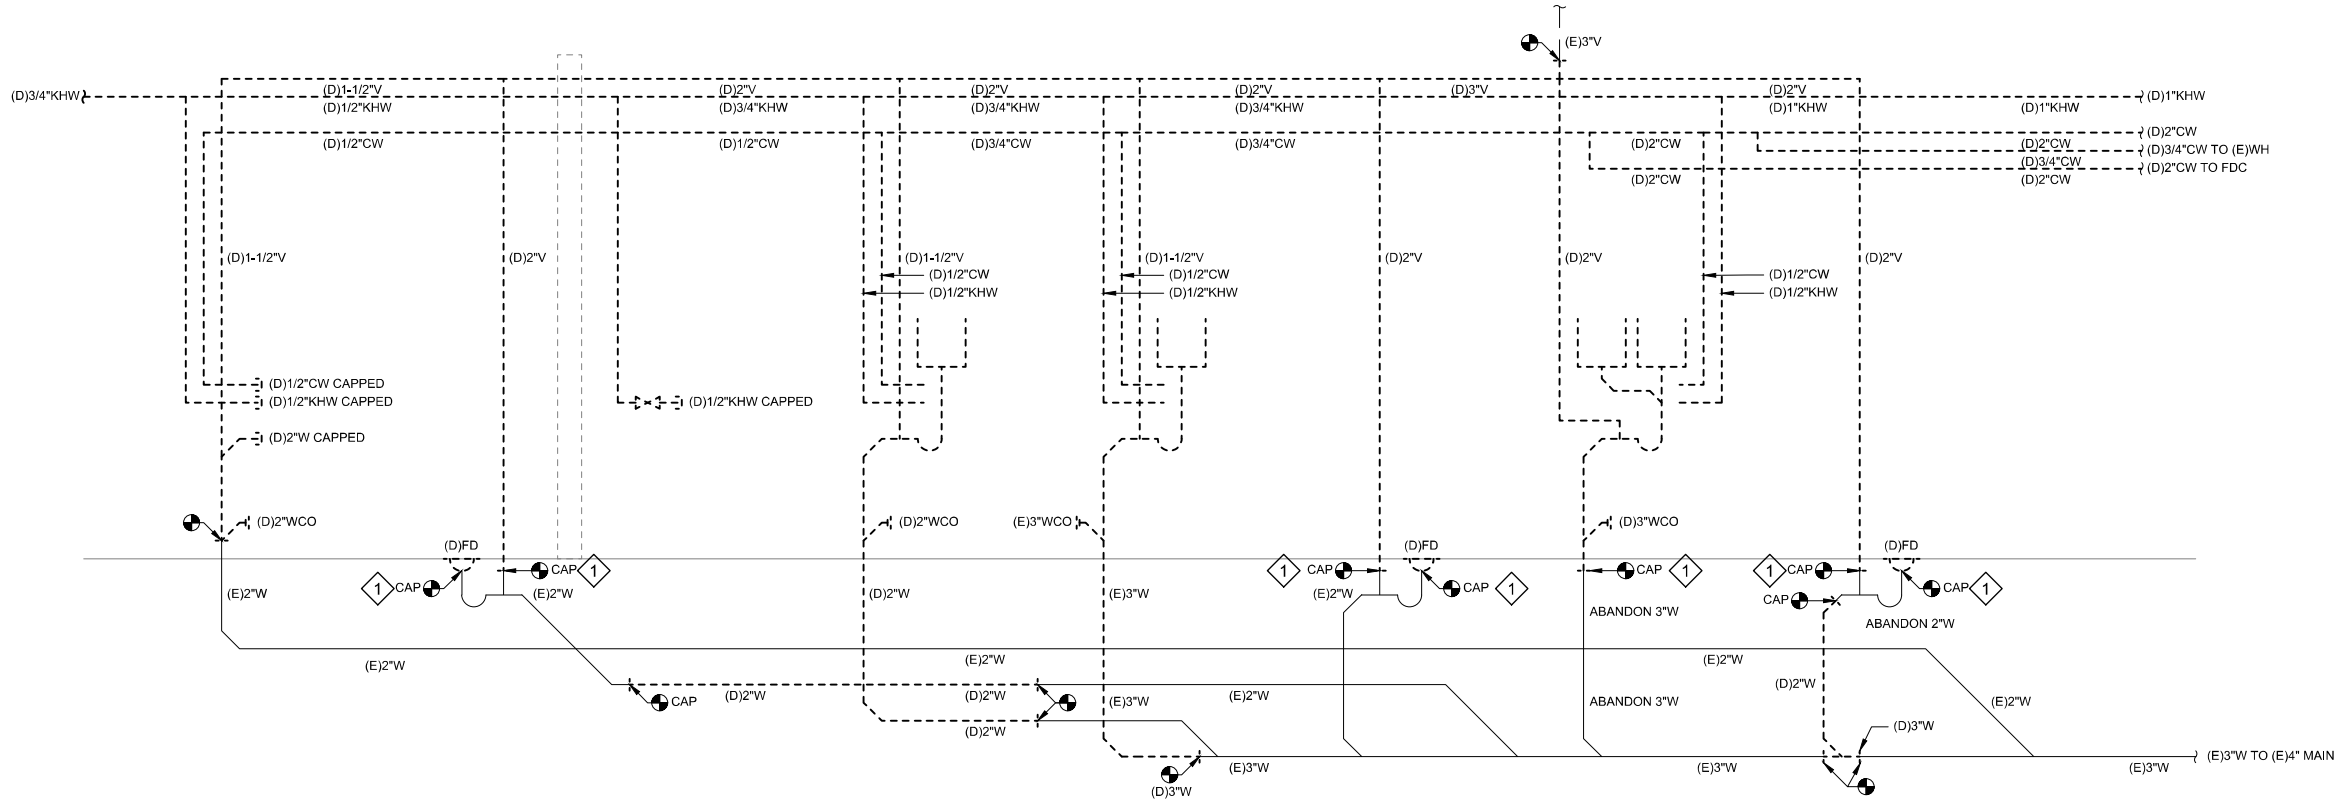 (E)3"V
(D)3/4"KHW
(D)1-1/2"V
(D)2"V
(D)2"V
(D)2"V
(D)3"V
(D)2"V
(D)1"KHW
(D)1/2"KHW
(D)3/4"KHW
(D)3/4"KHW
(D)3/4"KHW
(D)1"KHW
(D)1"KHW
(D)2"CW
(D)1/2"CW
(D)1/2"CW
(D)3/4"CW
(D)3/4"CW
(D)2"CW
(D)2"CW
(D)3/4"CW TO (E)WH
(D)3/4"CW
(D)2"CW TO FDC
(D)2"CW
(D)2"CW
(D)1-1/2"V
(D)2"V
(D)1-1/2"V
(D)1-1/2"V
(D)2"V
(D)2"V
(D)2"V
(D)1/2"CW
(D)1/2"CW
(D)1/2"CW
(D)1/2"KHW
(D)1/2"KHW
(D)1/2"KHW
(D)1/2"CW CAPPED
(D)1/2"KHW CAPPED
(D)1/2"KHW CAPPED
(D)2"W CAPPED
(D)2"WCO
(D)2"WCO
(E)3"WCO
(D)3"WCO
(D)FD
(D)FD
(D)FD
CAP
1
1
CAP
CAP
1
1
CAP
1
CAP
CAP
1
1
CAP
1
CAP
(E)2"W
(E)2"W
(D)2"W
(E)3"W
(E)2"W
ABANDON 3"W
ABANDON 2"W
(E)2"W
(E)2"W
(E)2"W
(D)2"W
(D)2"W
(D)2"W
(E)2"W
CAP
(E)3"W
ABANDON 3"W
(E)2"W
(D)2"W
(D)3"W
(E)3"W TO (E)4" MAIN
(E)3"W
(E)3"W
(E)3"W
(D)3"W